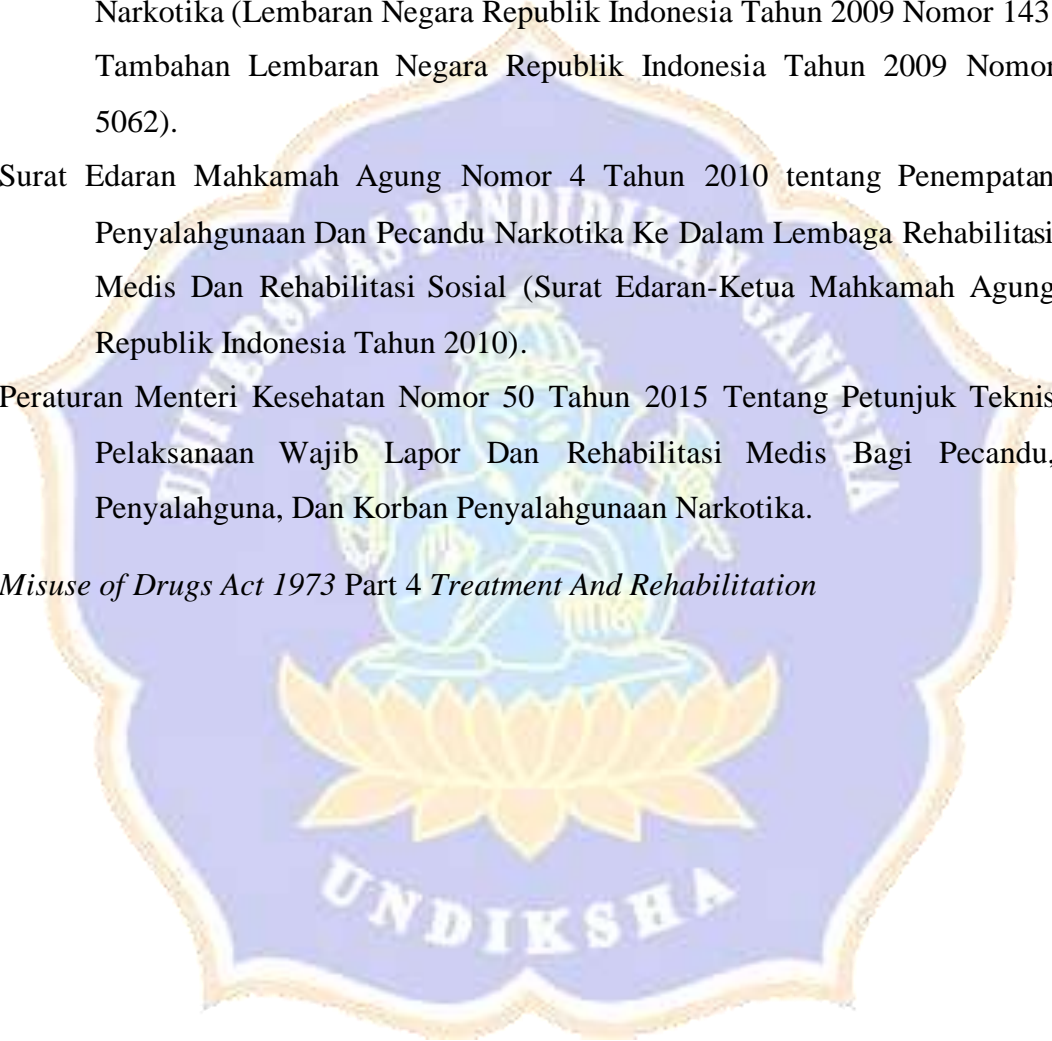 Narkotika (Lembaran Negara Republik Indonesia Tahun 2009 Nomor 143
Tambahan Lembaran Negara Republik Indonesia Tahun 2009 Nomor
5062).
Surat Edaran Mahkamah Agung Nomor 4 Tahun 2010 tentang Penempatan
Penyalahgunaan Dan Pecandu Narkotika Ke Dalam Lembaga Rehabilitasi
Medis Dan Rehabilitasi Sosial (Surat Edaran-Ketua Mahkamah Agung
Republik Indonesia Tahun 2010).
Peraturan Menteri Kesehatan Nomor 50 Tahun 2015 Tentang Petunjuk Teknis
Pelaksanaan Wajib Lapor Dan Rehabilitasi Medis Bagi Pecandu,
Penyalahguna, Dan Korban Penyalahgunaan Narkotika.
Misuse of Drugs Act 1973 Part 4 Treatment And Rehabilitation
UNIVERSITAS PENDIDIKAN GANESHA
UNDIKSHA